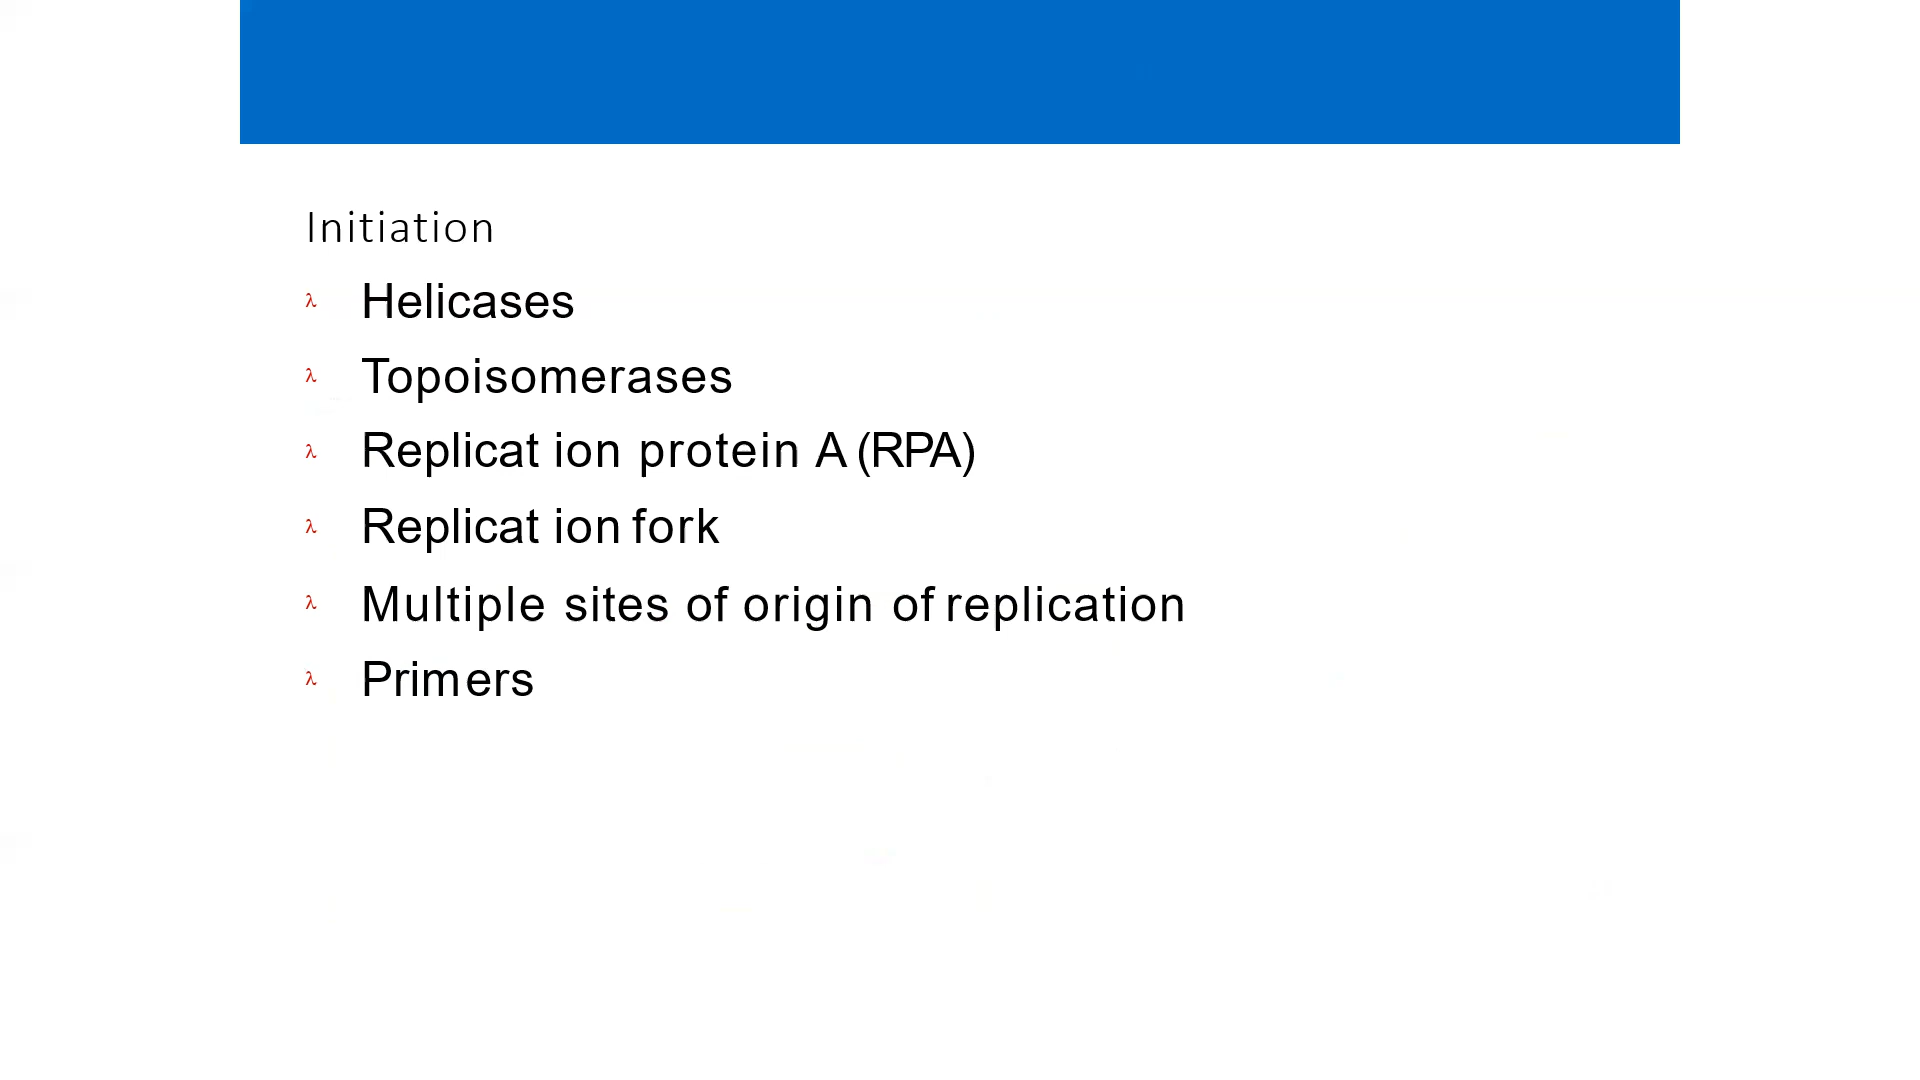 Initiation
λ Helicases
λ Topoisomerases
λ Replicat ion protein A (RPA)
λ Replicat ion fork
λ Multiple sites of origin of replication
λ Primers